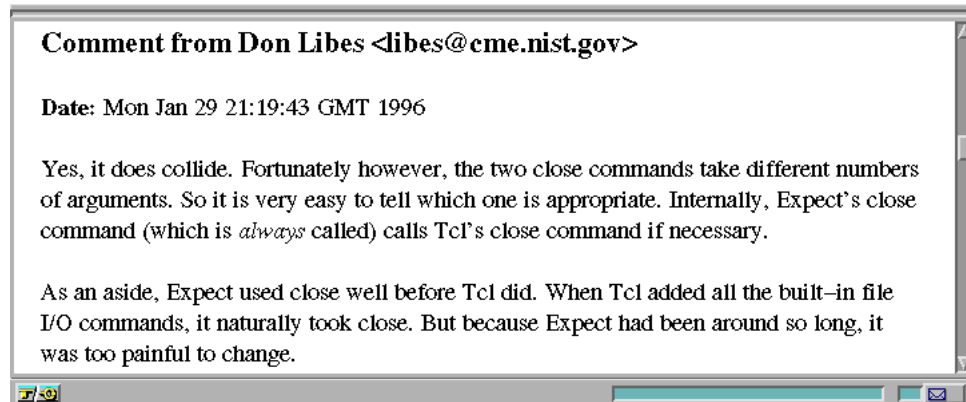 Comment from Don Libes <libes@cme.nist.gov>
Date: Mon Jan 29 21:19:43 GMT 1996
Yes, it does collide. Fortunately however, the two close commands take different numbers
of arguments. So it is very easy to tell which one is appropriate. Internally, Expect's close
command (which is always called) calls Tcl's close command if necessary.
As an aside, Expect used close well before Tcl did. When Tcl added all the built–in file
I/O commands, it naturally took close. But because Expect had been around so long, it
was too painful to change.